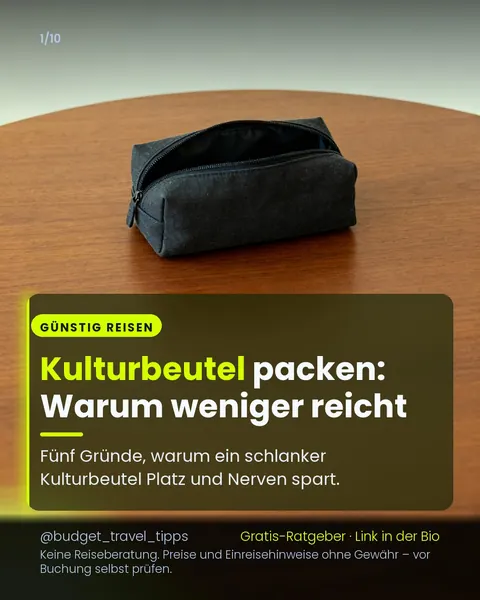 1/10
GÜNSTIG REISEN
Kulturbeutel packen:
Warum weniger reicht
Fünf Gründe, warum ein schlanker
Kulturbeutel Platz und Nerven spart.
@budget_travel_tipps
Gratis-Ratgeber · Link in der Bio
Keine Reiseberatung. Preise und Einreisehinweise ohne Gewähr – vor
Buchung selbst prüfen.